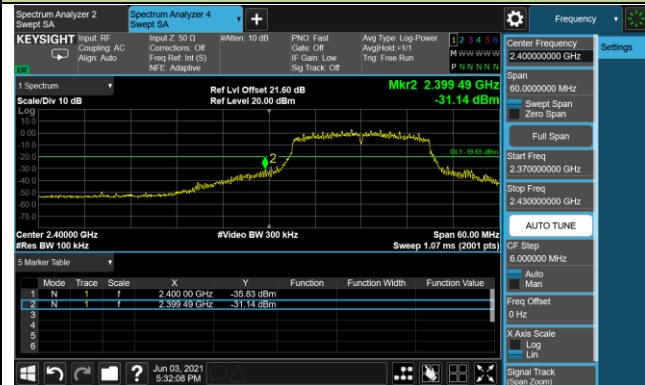 Spectrum Analyzer 2
Swept SA
Spectrum Analyzer 4
Swept SA
+
Frequency
KEYSIGHT
Input: RF
Coupling: AC
Align: Auto
Input Z: 50 Ω
Corrections: Off
Freq Ref: Int (S)
NFE: Adaptive
#Atten: 10 dB
PNO: Fast
Gate: Off
IF Gain: Low
Sig Track: Off
Avg Type: Log-Power
Avg|Hold:>1/1
Trig: Free Run
1 2 3 4 5 6
M W W W W W
P N N N N N
LXI
1 Spectrum
Scale/Div 10 dB
Ref Lvl Offset 21.60 dB
Ref Level 20.00 dBm
Mkr2 2.399 49 GHz
-31.14 dBm
Log
10.0
0.00
-10.0
-20.0
-30.0
-40.0
-50.0
-60.0
-70.0
2
DL1 -19.65 dBm
Center 2.40000 GHz
#Res BW 100 kHz
#Video BW 300 kHz
Span 60.00 MHz
Sweep 1.07 ms (2001 pts)
5 Marker Table
Mode Trace Scale X Y Function Function Width Function Value
1 N 1 f 2.400 00 GHz -35.83 dBm
2 N 1 f 2.399 49 GHz -31.14 dBm
3
4
5
6
Jun 03, 2021
5:32:08 PM
?
Center Frequency
2.400000000 GHz
Settings
Span
60.0000000 MHz
Swept Span
Zero Span
Full Span
Start Freq
2.370000000 GHz
Stop Freq
2.430000000 GHz
AUTO TUNE
CF Step
6.000000 MHz
Auto
Man
Freq Offset
0 Hz
X Axis Scale
Log
Lin
Signal Track
(Span Zoom)